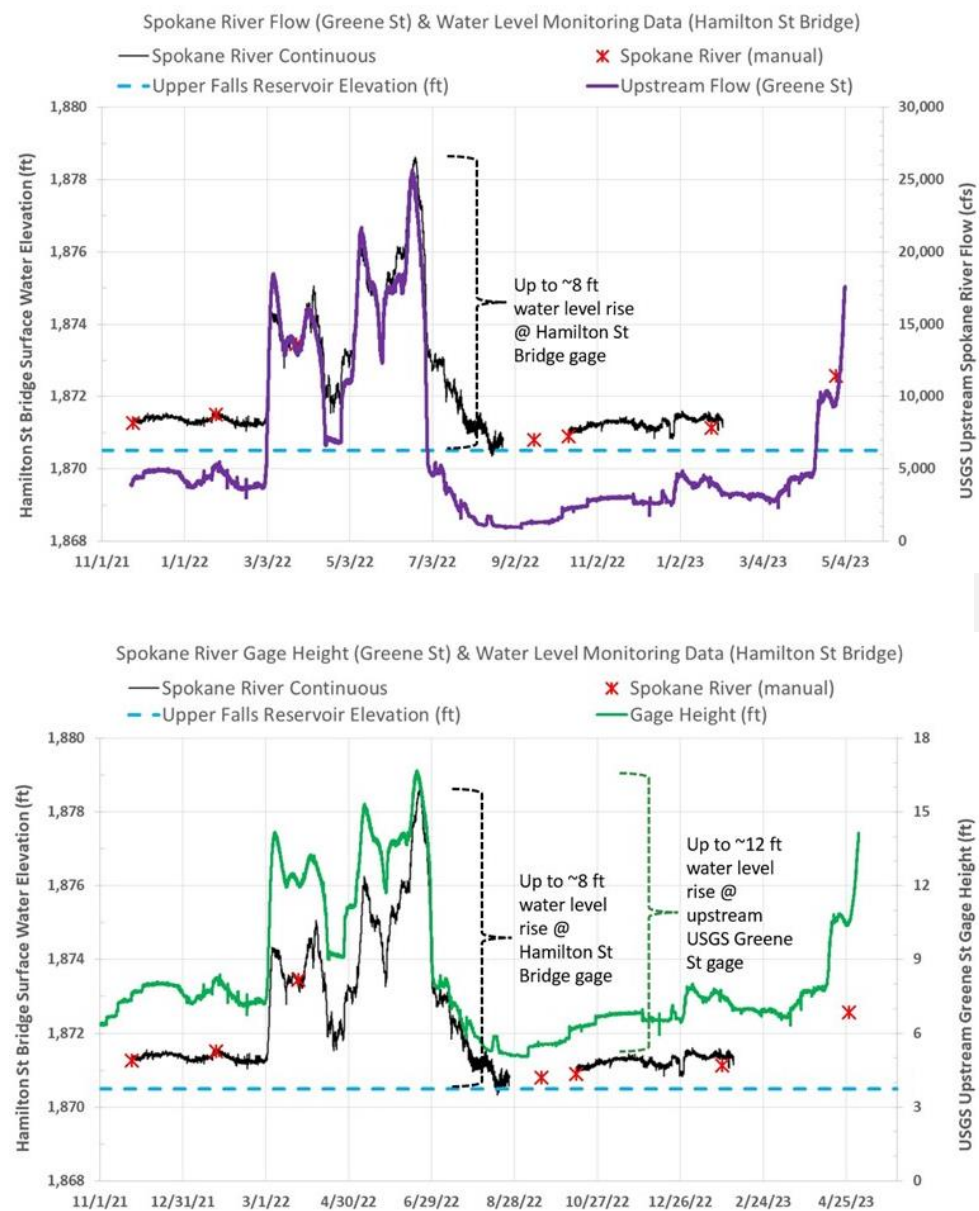 Spokane River Flow (Greene St) & Water Level Monitoring Data (Hamilton St Bridge)
Spokane River Continuous
Spokane River (manual)
Upper Falls Reservoir Elevation (ft)
Upstream Flow (Greene St)
Hamilton St Bridge Surface Water Elevation (ft)
1,880
1,878
1,876
1,874
1,872
1,870
1,868
Up to ~8 ft
water level rise
@ Hamilton St
Bridge gage
30,000
25,000
20,000
15,000
10,000
5,000
0
USGS Upstream Spokane River Flow (cfs)
11/1/21 1/1/22 3/3/22 5/3/22 7/3/22 9/2/22 11/2/22 1/2/23 3/4/23 5/4/23
Spokane River Gage Height (Greene St) & Water Level Monitoring Data (Hamilton St Bridge)
Spokane River Continuous
Spokane River (manual)
Upper Falls Reservoir Elevation (ft)
Gage Height (ft)
Hamilton St Bridge Surface Water Elevation (ft)
1,880
1,878
1,876
1,874
1,872
1,870
1,868
Up to ~8 ft
water level
rise @
Hamilton St
Bridge gage
Up to ~12 ft
water level
rise @
upstream
USGS Greene
St gage
18
15
12
9
6
3
0
USGS Upstream Greene St Gage Height (ft)
11/1/21 12/31/21 3/1/22 4/30/22 6/29/22 8/28/22 10/27/22 12/26/22 2/24/23 4/25/23